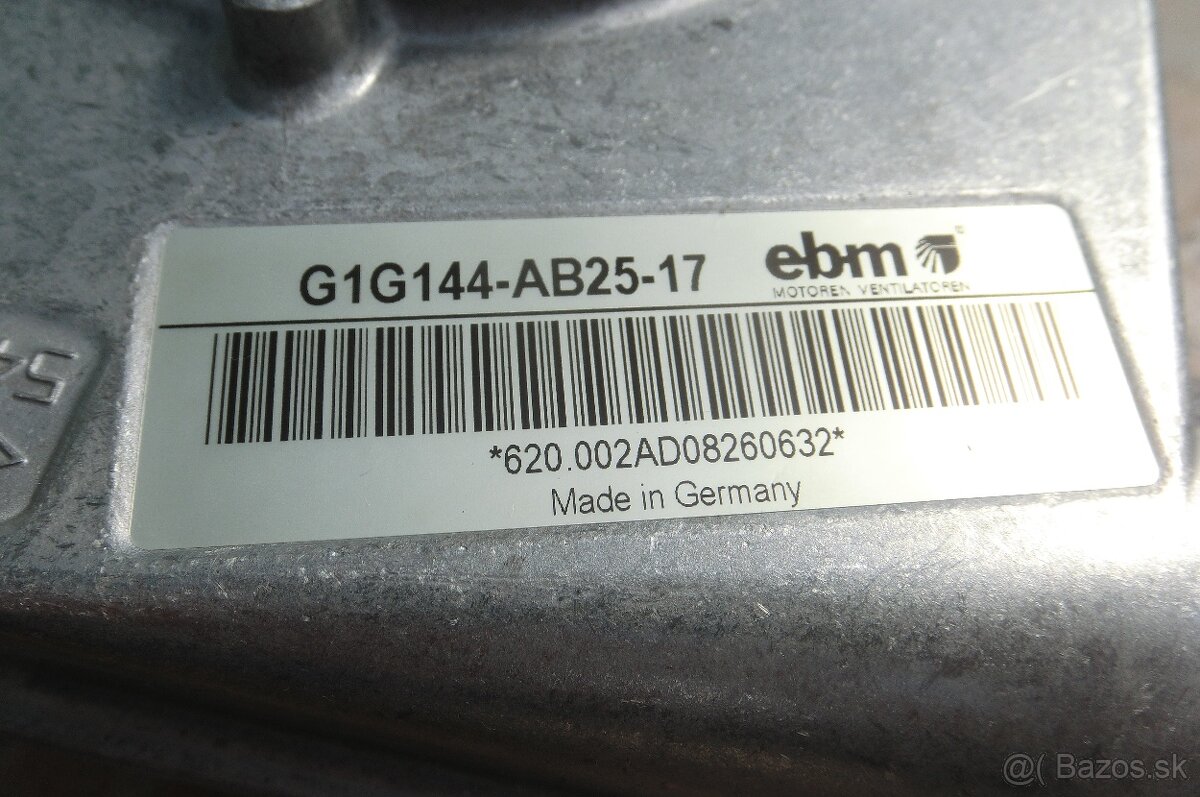 G1G144-AB25-17
ebm
MOTOREN VENTILATOREN
*620.002AD08260632*
Made in Germany
@( Bazos.sk